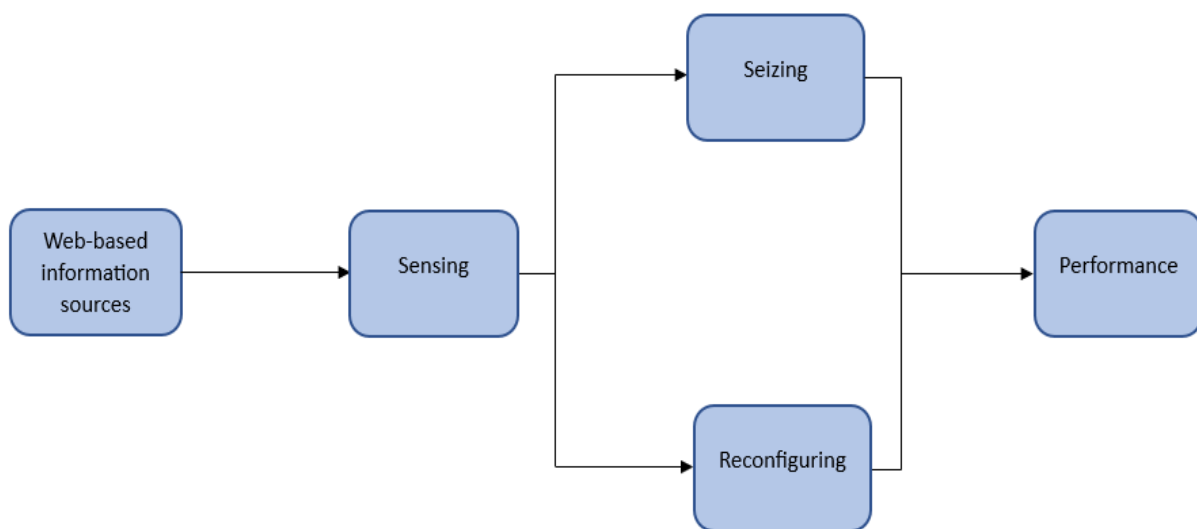 Seizing
Web-based
information
sources
Sensing
Performance
Reconfiguring